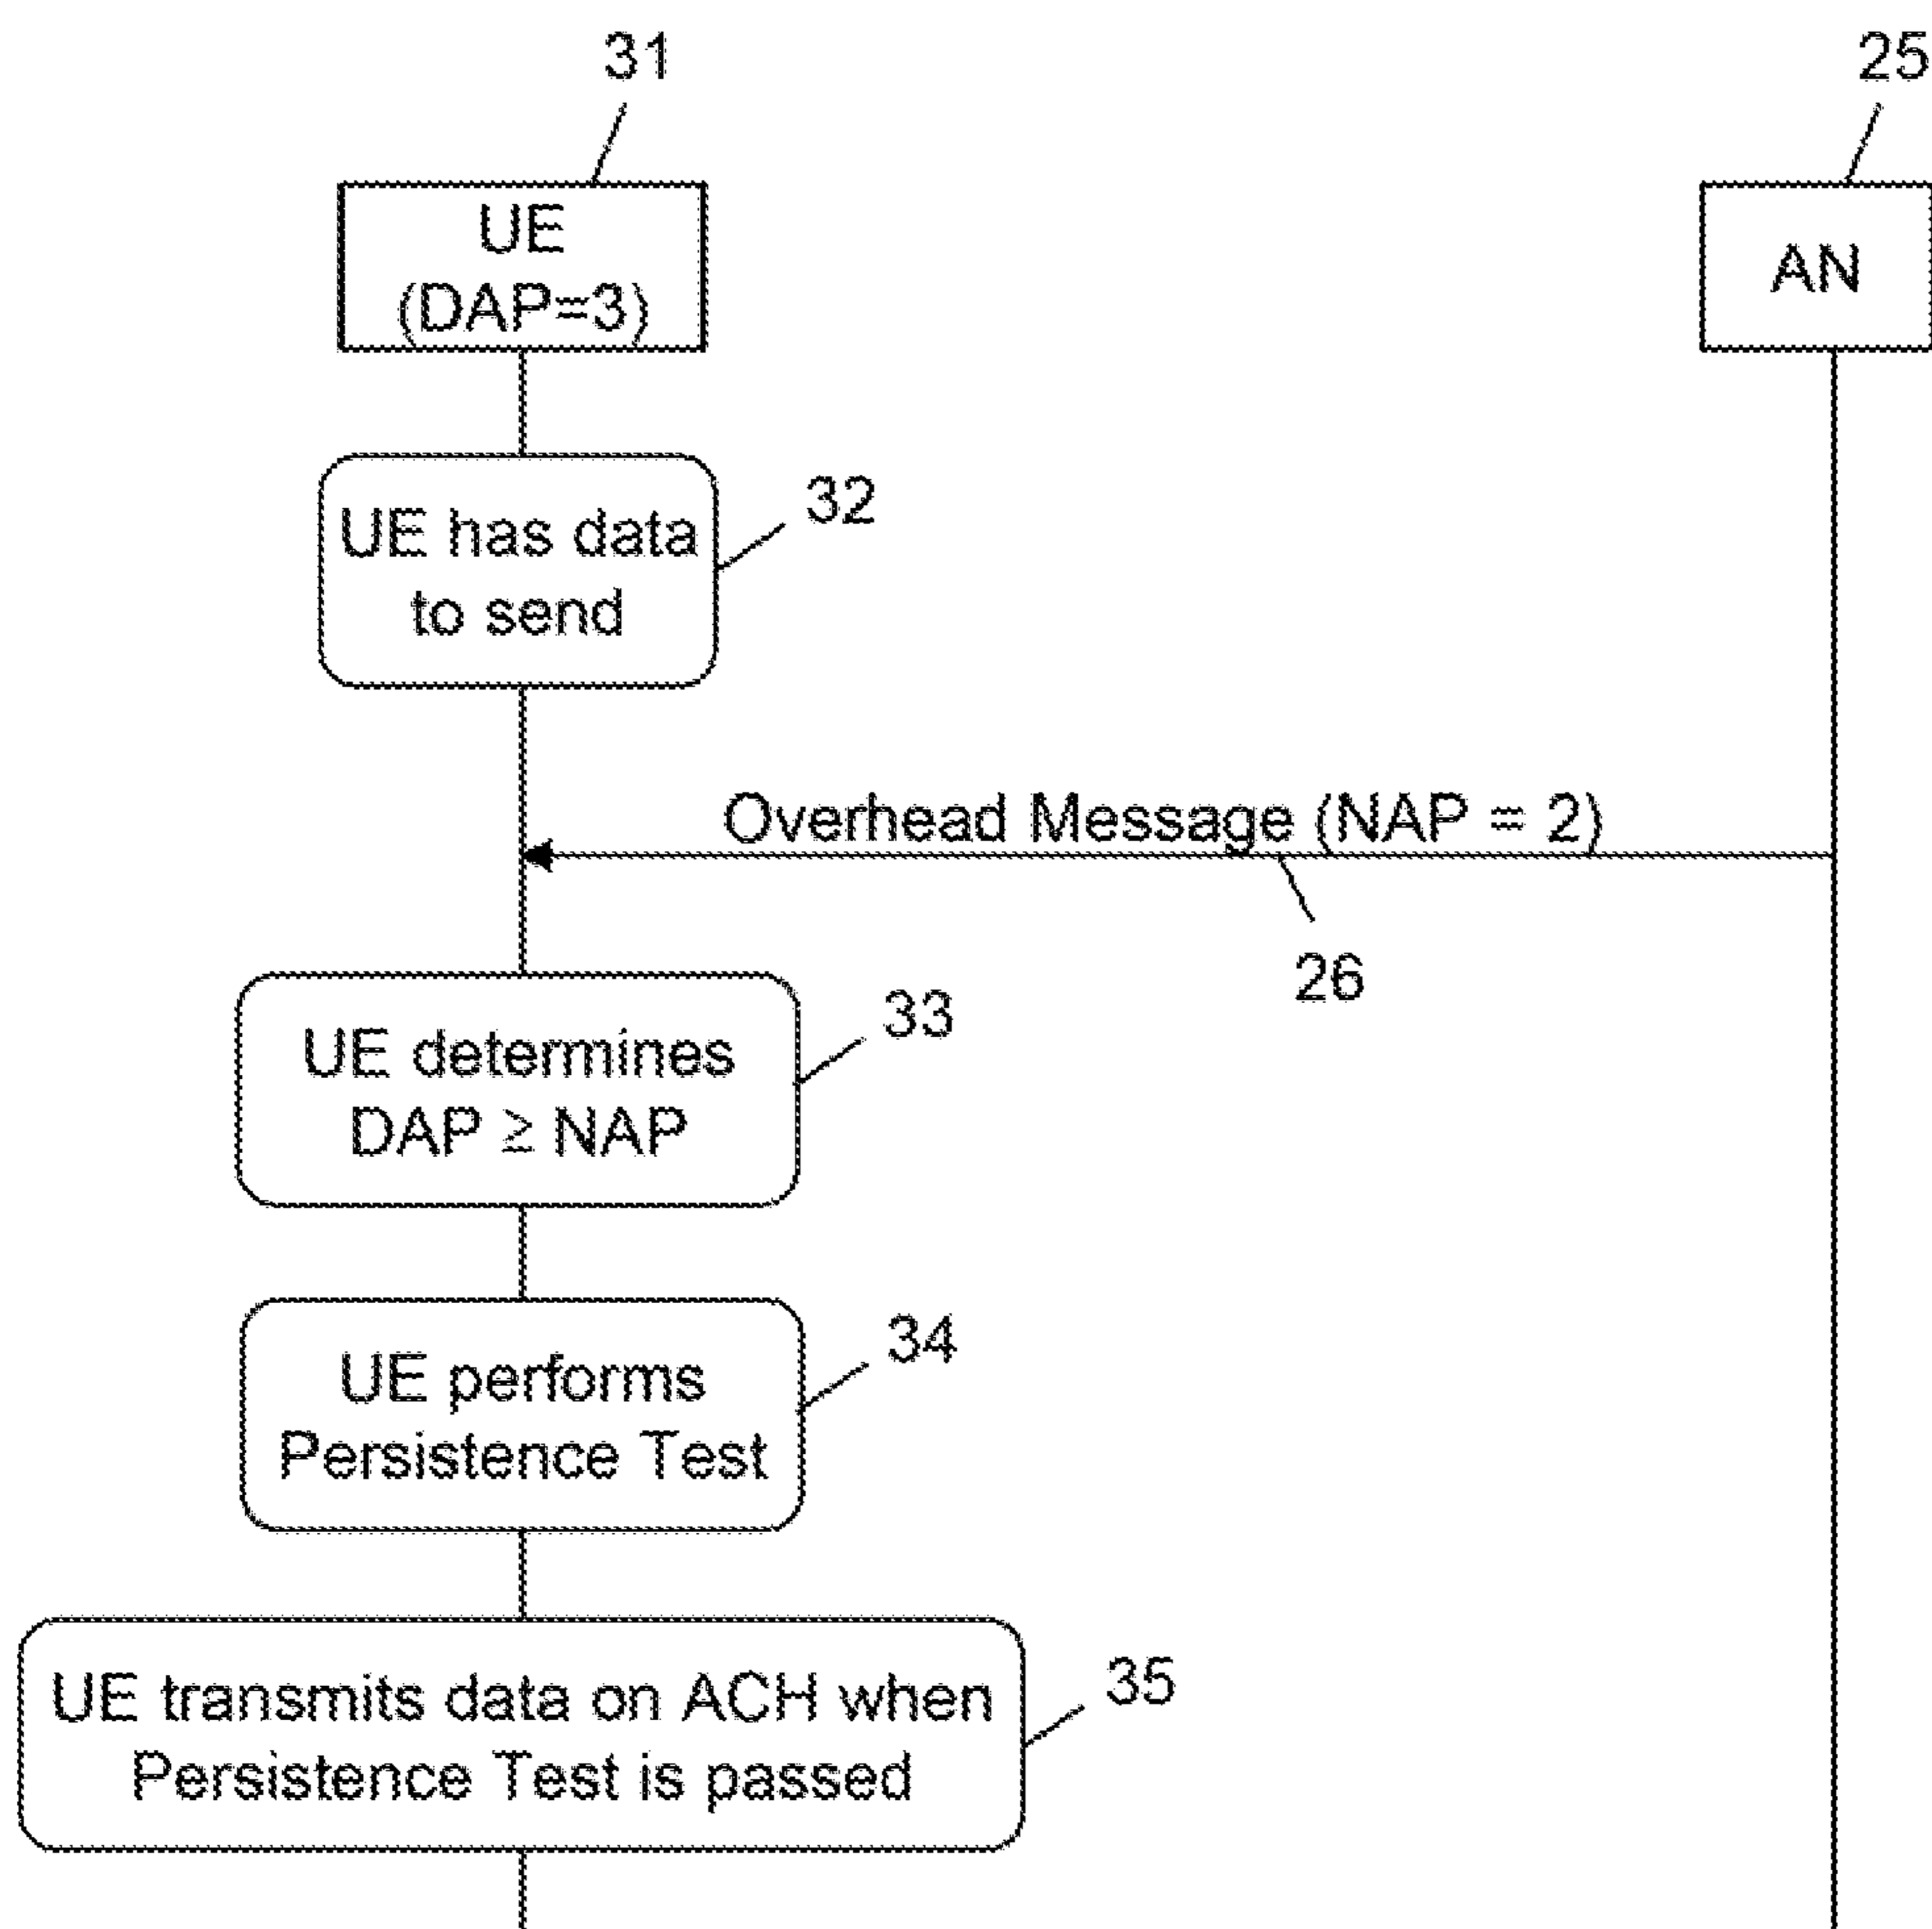 31
25
UE
(DAP=3)
AN
32
UE has data
to send
Overhead Message (NAP = 2)
26
33
UE determines
DAP ≥ NAP
34
UE performs
Persistence Test
35
UE transmits data on ACH when
Persistence Test is passed